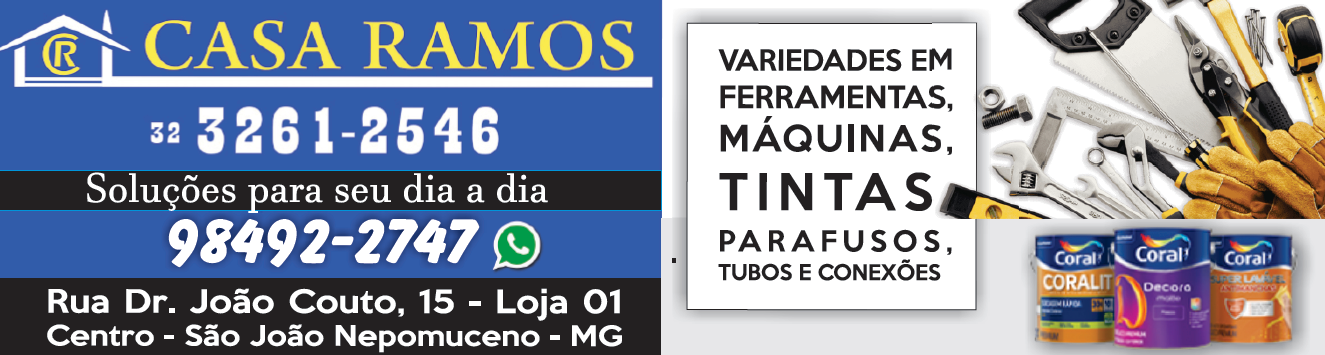 CR CASA RAMOS
32 3261-2546
Soluções para seu dia a dia
98492-2747
Rua Dr. João Couto, 15 - Loja 01
Centro - São João Nepomuceno - MG
VARIEDADES EM
FERRAMENTAS,
MÁQUINAS,
TINTAS
PARAFUSOS,
TUBOS E CONEXÕES
Coral Coral Coral
CORALIT
Decora